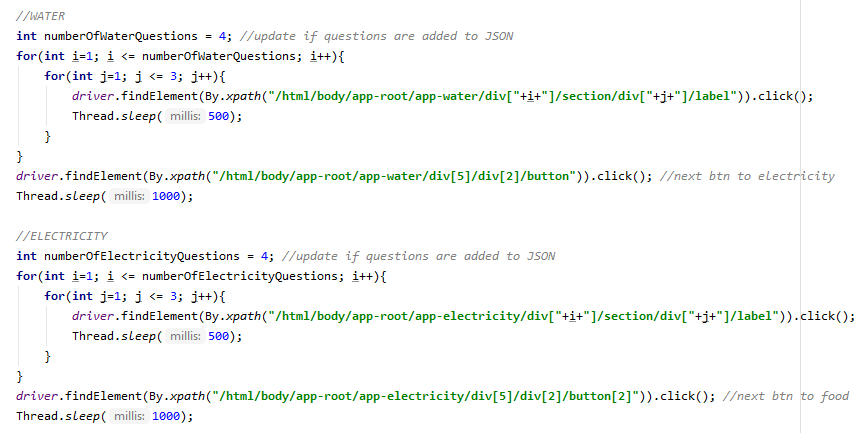 //WATER
int numberOfWaterQuestions = 4; //update if questions are added to JSON
for(int i=1; i <= numberOfWaterQuestions; i++){
    for(int j=1; j <= 3; j++){
        driver.findElement(By.xpath("/html/body/app-root/app-water/div["+i+"]/section/div["+j+"]/label")).click();
        Thread.sleep( millis: 500);
    }
}
driver.findElement(By.xpath("/html/body/app-root/app-water/div[5]/div[2]/button")).click(); //next btn to electricity
Thread.sleep( millis: 1000);

//ELECTRICITY
int numberOfElectricityQuestions = 4; //update if questions are added to JSON
for(int i=1; i <= numberOfElectricityQuestions; i++){
    for(int j=1; j <= 3; j++){
        driver.findElement(By.xpath("/html/body/app-root/app-electricity/div["+i+"]/section/div["+j+"]/label")).click();
        Thread.sleep( millis: 500);
    }
}
driver.findElement(By.xpath("/html/body/app-root/app-electricity/div[5]/div[2]/button[2]")).click(); //next btn to food
Thread.sleep( millis: 1000);